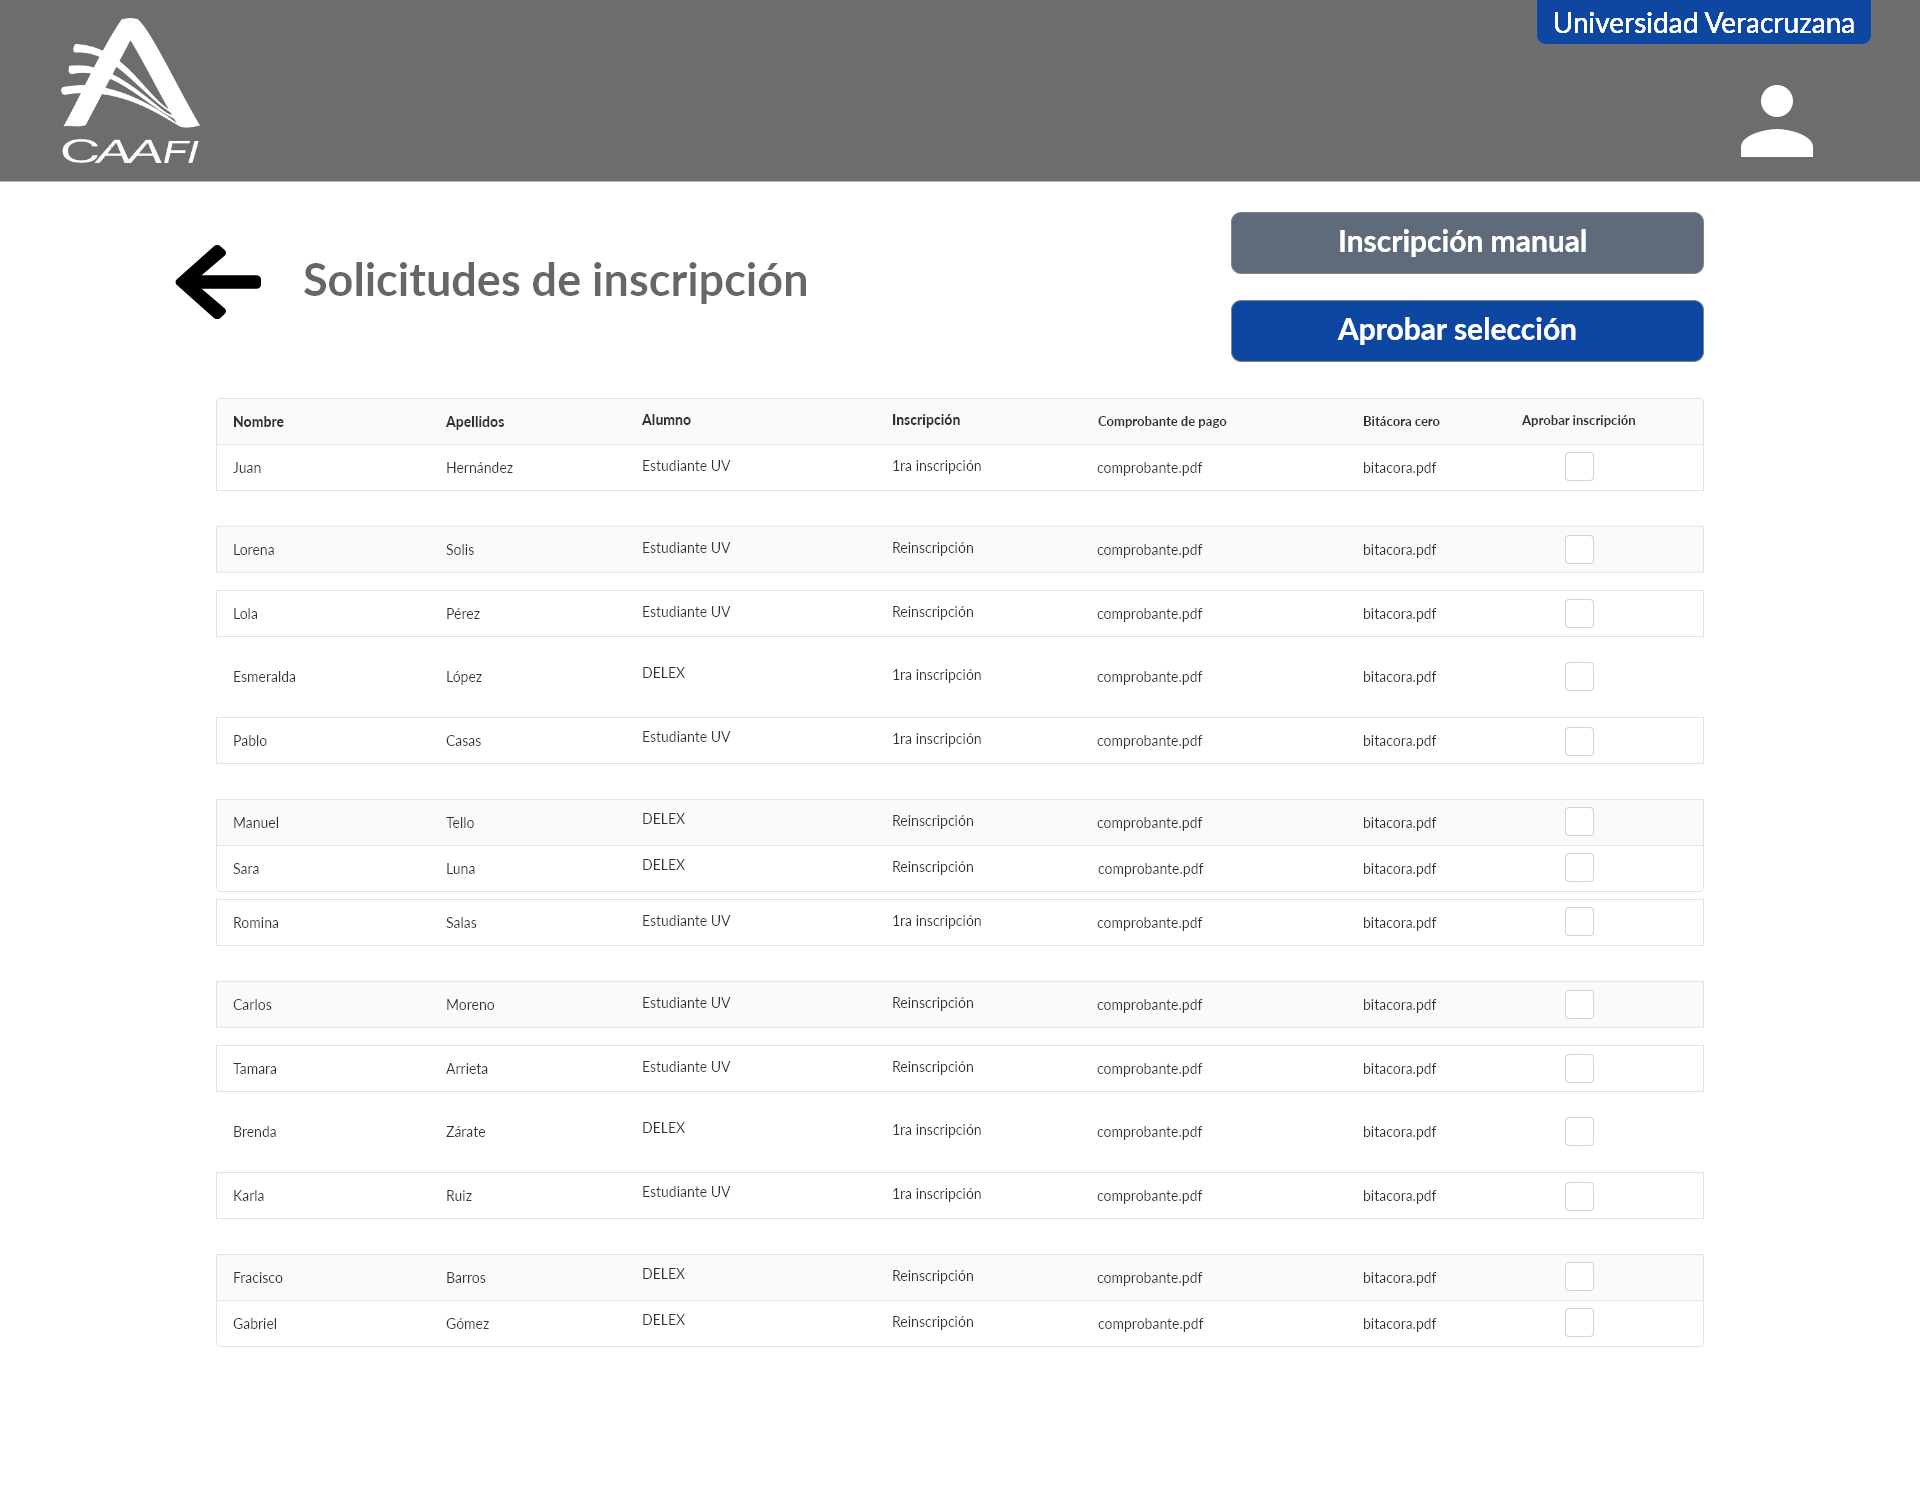 Universidad Veracruzana
CAAFI
Inscripción manual
Solicitudes de inscripción
Aprobar selección
Nombre Apellidos Alumno Inscripción Comprobante de pago Bitácora cero Aprobar inscripción
Juan Hernández Estudiante UV 1ra inscripción comprobante.pdf bitacora.pdf
Lorena Solis Estudiante UV Reinscripción comprobante.pdf bitacora.pdf
Lola Pérez Estudiante UV Reinscripción comprobante.pdf bitacora.pdf
Esmeralda López DELEX 1ra inscripción comprobante.pdf bitacora.pdf
Pablo Casas Estudiante UV 1ra inscripción comprobante.pdf bitacora.pdf
Manuel Tello DELEX Reinscripción comprobante.pdf bitacora.pdf
Sara Luna DELEX Reinscripción comprobante.pdf bitacora.pdf
Romina Salas Estudiante UV 1ra inscripción comprobante.pdf bitacora.pdf
Carlos Moreno Estudiante UV Reinscripción comprobante.pdf bitacora.pdf
Tamara Arrieta Estudiante UV Reinscripción comprobante.pdf bitacora.pdf
Brenda Zárate DELEX 1ra inscripción comprobante.pdf bitacora.pdf
Karla Ruiz Estudiante UV 1ra inscripción comprobante.pdf bitacora.pdf
Fracisco Barros DELEX Reinscripción comprobante.pdf bitacora.pdf
Gabriel Gómez DELEX Reinscripción comprobante.pdf bitacora.pdf